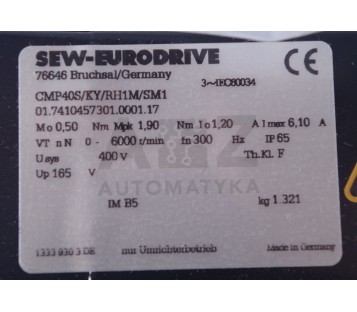 SEW-EURODRIVE
76646 Bruchsal/Germany
3~IEC60034
CE
CMP40S/KY/RH1M/SM1
01.7410457301.0001.17
Mo 0,50 Nm Mpk 1,90 Nm Io 1,20 A Imax 6,10 A
VT nN 0 - 6000 r/min fn 300 Hz IP 65
Usys 400 V Th.Kl. F
Up 165 V
AUTOMATYKA
IM B5 kg 1.321
1333 930 3 DE nur Umrichterbetrieb Made in Germany